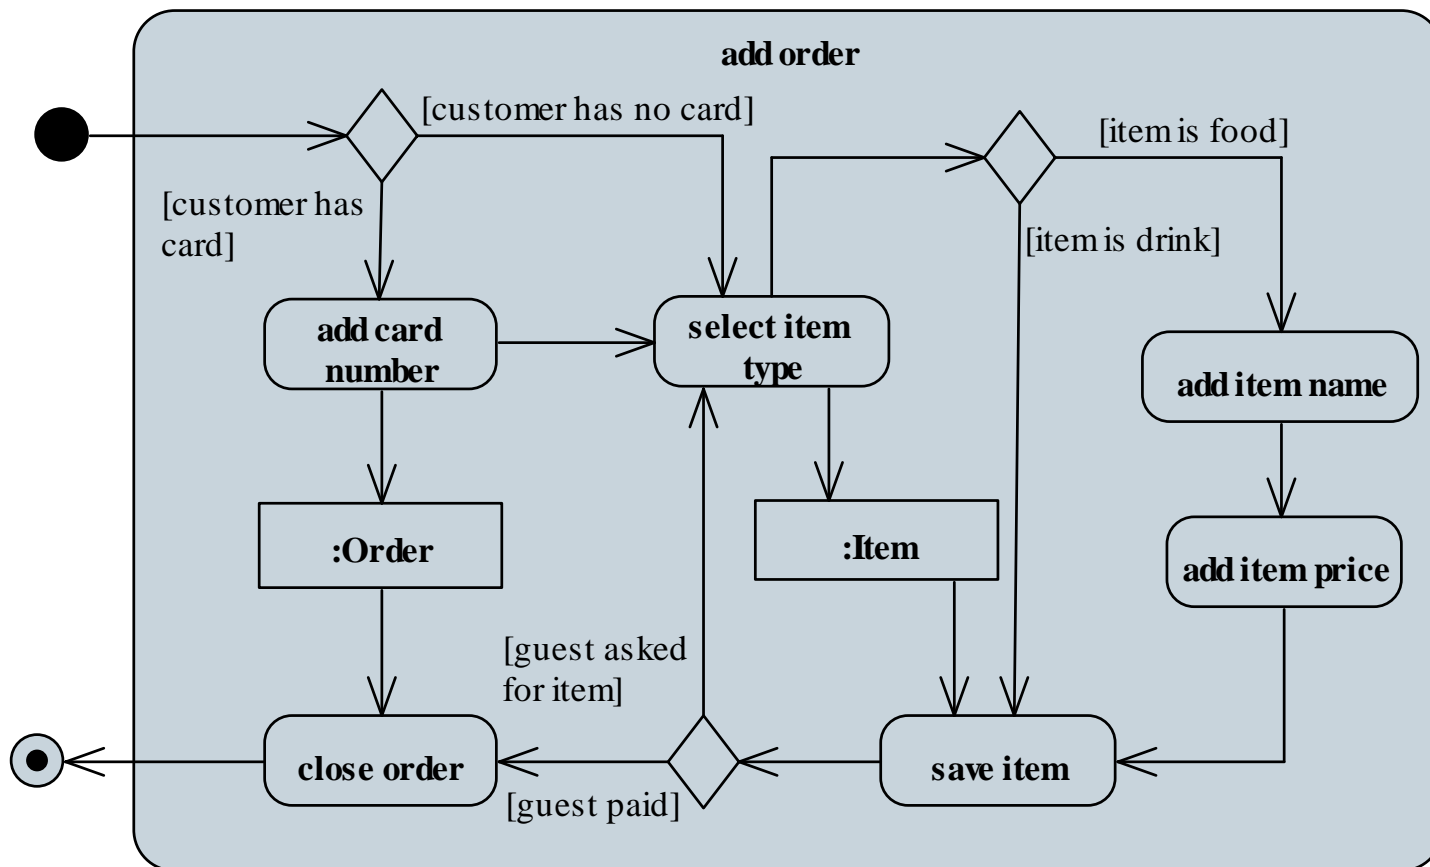 add order
[customer has no card]
[item is food]
[customer has
card]
[item is drink]
add card
number
select item
type
add item name
:Order
:Item
add item price
[guest asked
for item]
close order
save item
[guest paid]